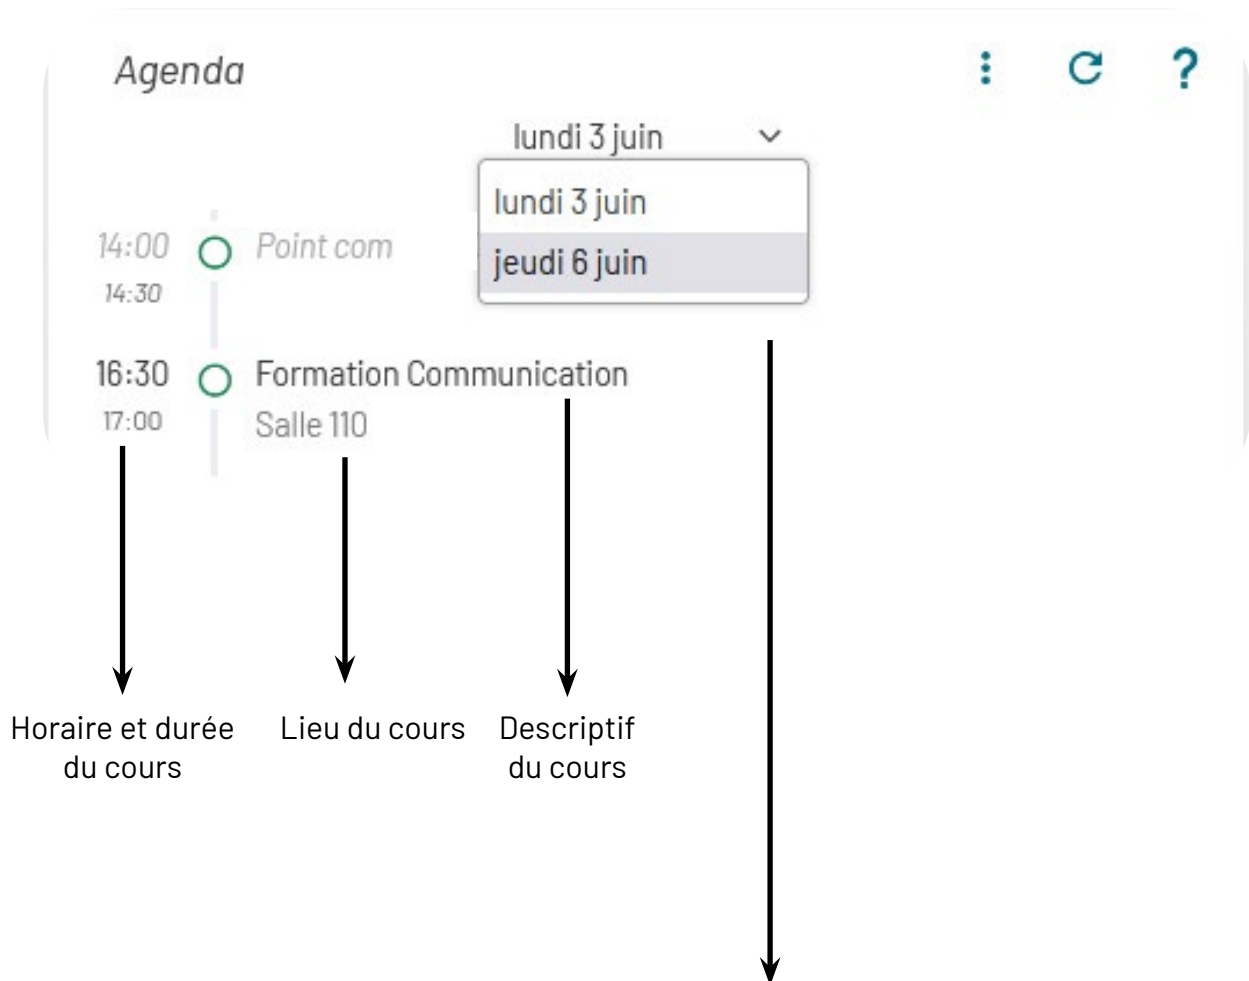 Agenda
?
lundi 3 juin
lundi 3 juin
jeudi 6 juin
14:00 Point com
14:30
16:30 Formation Communication
17:00 Salle 110
Horaire et durée
du cours
Lieu du cours
Descriptif
du cours